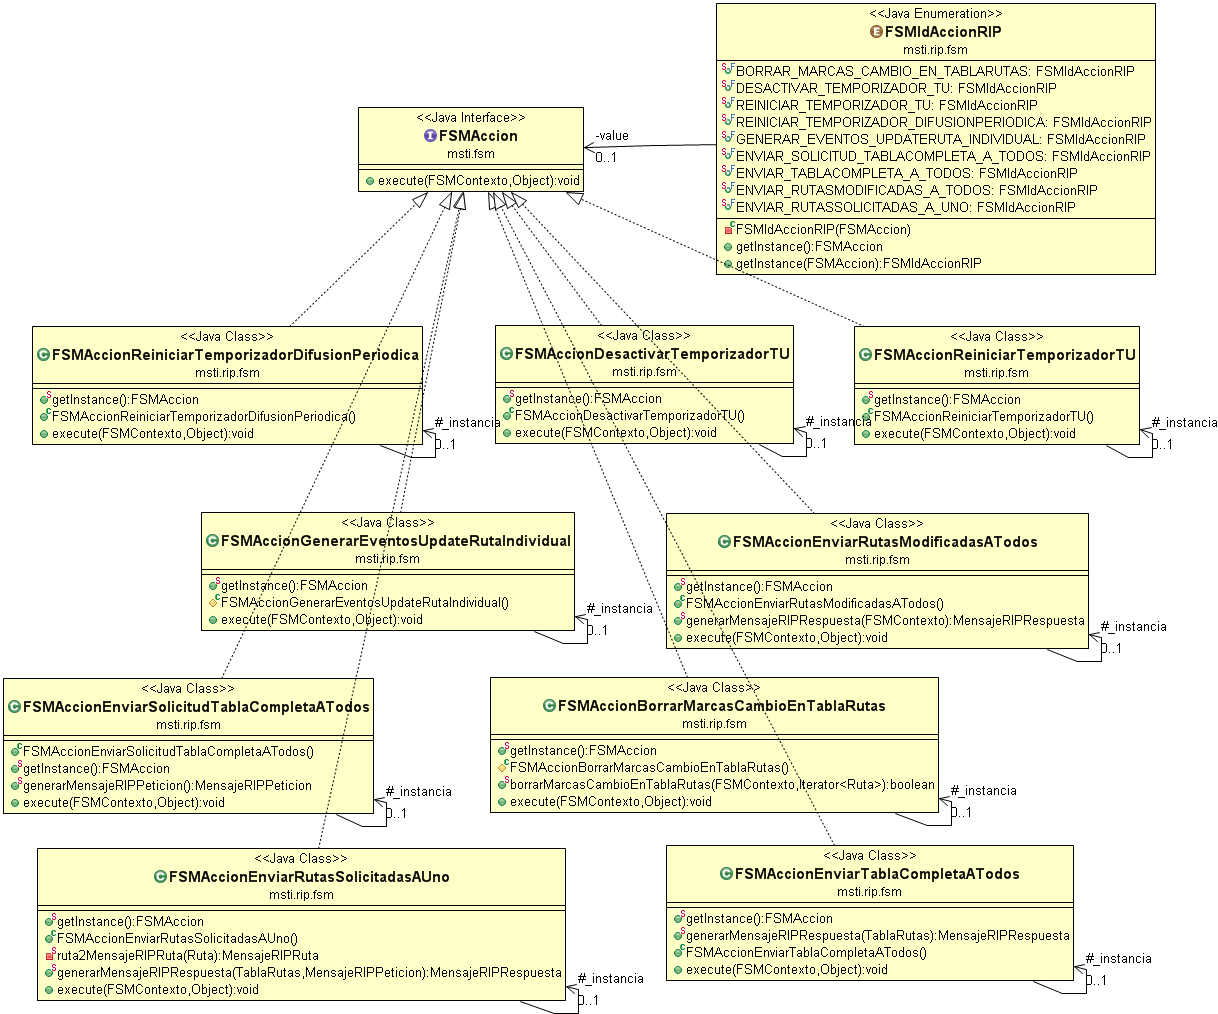 <<Java Enumeration>>
FSMIdAccionRIP
msti.rip.fsm
BORRAR_MARCAS_CAMBIO_EN_TABLARUTAS: FSMIdAccionRIP
DESACTIVAR_TEMPORIZADOR_TU: FSMIdAccionRIP
REINICIAR_TEMPORIZADOR_TU: FSMIdAccionRIP
REINICIAR_TEMPORIZADOR_DIFUSIONPERIODICA: FSMIdAccionRIP
GENERAR_EVENTOS_UPDATERUTA_INDIVIDUAL: FSMIdAccionRIP
ENVIAR_SOLICITUD_TABLACOMPLETA_A_TODOS: FSMIdAccionRIP
ENVIAR_TABLACOMPLETA_A_TODOS: FSMIdAccionRIP
ENVIAR_RUTASMODIFICADAS_A_TODOS: FSMIdAccionRIP
ENVIAR_RUTASSOLICITADAS_A_UNO: FSMIdAccionRIP
FSMIdAccionRIP(FSMAccion)
getInstance():FSMAccion
getInstance(FSMAccion):FSMIdAccionRIP
<<Java Interface>>
FSMAccion
msti.fsm
execute(FSMContexto,Object):void
-value
0..1
<<Java Class>>
FSMAccionReiniciarTemporizadorDifusionPeriodica
msti.rip.fsm
getInstance():FSMAccion
FSMAccionReiniciarTemporizadorDifusionPeriodica()
execute(FSMContexto,Object):void
#_instancia
0..1
<<Java Class>>
FSMAccionDesactivarTemporizadorTU
msti.rip.fsm
getInstance():FSMAccion
FSMAccionDesactivarTemporizadorTU()
execute(FSMContexto,Object):void
#_instancia
0..1
<<Java Class>>
FSMAccionReiniciarTemporizadorTU
msti.rip.fsm
getInstance():FSMAccion
FSMAccionReiniciarTemporizadorTU()
execute(FSMContexto,Object):void
#_instancia
0..1
<<Java Class>>
FSMAccionGenerarEventosUpdateRutaIndividual
msti.rip.fsm
getInstance():FSMAccion
FSMAccionGenerarEventosUpdateRutaIndividual()
execute(FSMContexto,Object):void
#_instancia
0..1
<<Java Class>>
FSMAccionEnviarRutasModificadasATodos
msti.rip.fsm
getInstance():FSMAccion
FSMAccionEnviarRutasModificadasATodos()
generarMensajeRIPRespuesta(FSMContexto):MensajeRIPRespuesta
execute(FSMContexto,Object):void
#_instancia
0..1
<<Java Class>>
FSMAccionEnviarSolicitudTablaCompletaATodos
msti.rip.fsm
FSMAccionEnviarSolicitudTablaCompletaATodos()
getInstance():FSMAccion
generarMensajeRIPPeticion():MensajeRIPPeticion
execute(FSMContexto,Object):void
#_instancia
0..1
<<Java Class>>
FSMAccionBorrarMarcasCambioEnTablaRutas
msti.rip.fsm
getInstance():FSMAccion
FSMAccionBorrarMarcasCambioEnTablaRutas()
borrarMarcasCambioEnTablaRutas(FSMContexto,Iterator<Ruta>):boolean
execute(FSMContexto,Object):void
#_instancia
0..1
<<Java Class>>
FSMAccionEnviarRutasSolicitadasAUno
msti.rip.fsm
getInstance():FSMAccion
FSMAccionEnviarRutasSolicitadasAUno()
ruta2MensajeRIPRuta(Ruta):MensajeRIPRuta
generarMensajeRIPRespuesta(TablaRutas,MensajeRIPPeticion):MensajeRIPRespuesta
execute(FSMContexto,Object):void
#_instancia
0..1
<<Java Class>>
FSMAccionEnviarTablaCompletaATodos
msti.rip.fsm
getInstance():FSMAccion
generarMensajeRIPRespuesta(TablaRutas):MensajeRIPRespuesta
FSMAccionEnviarTablaCompletaATodos()
execute(FSMContexto,Object):void
#_instancia
0..1